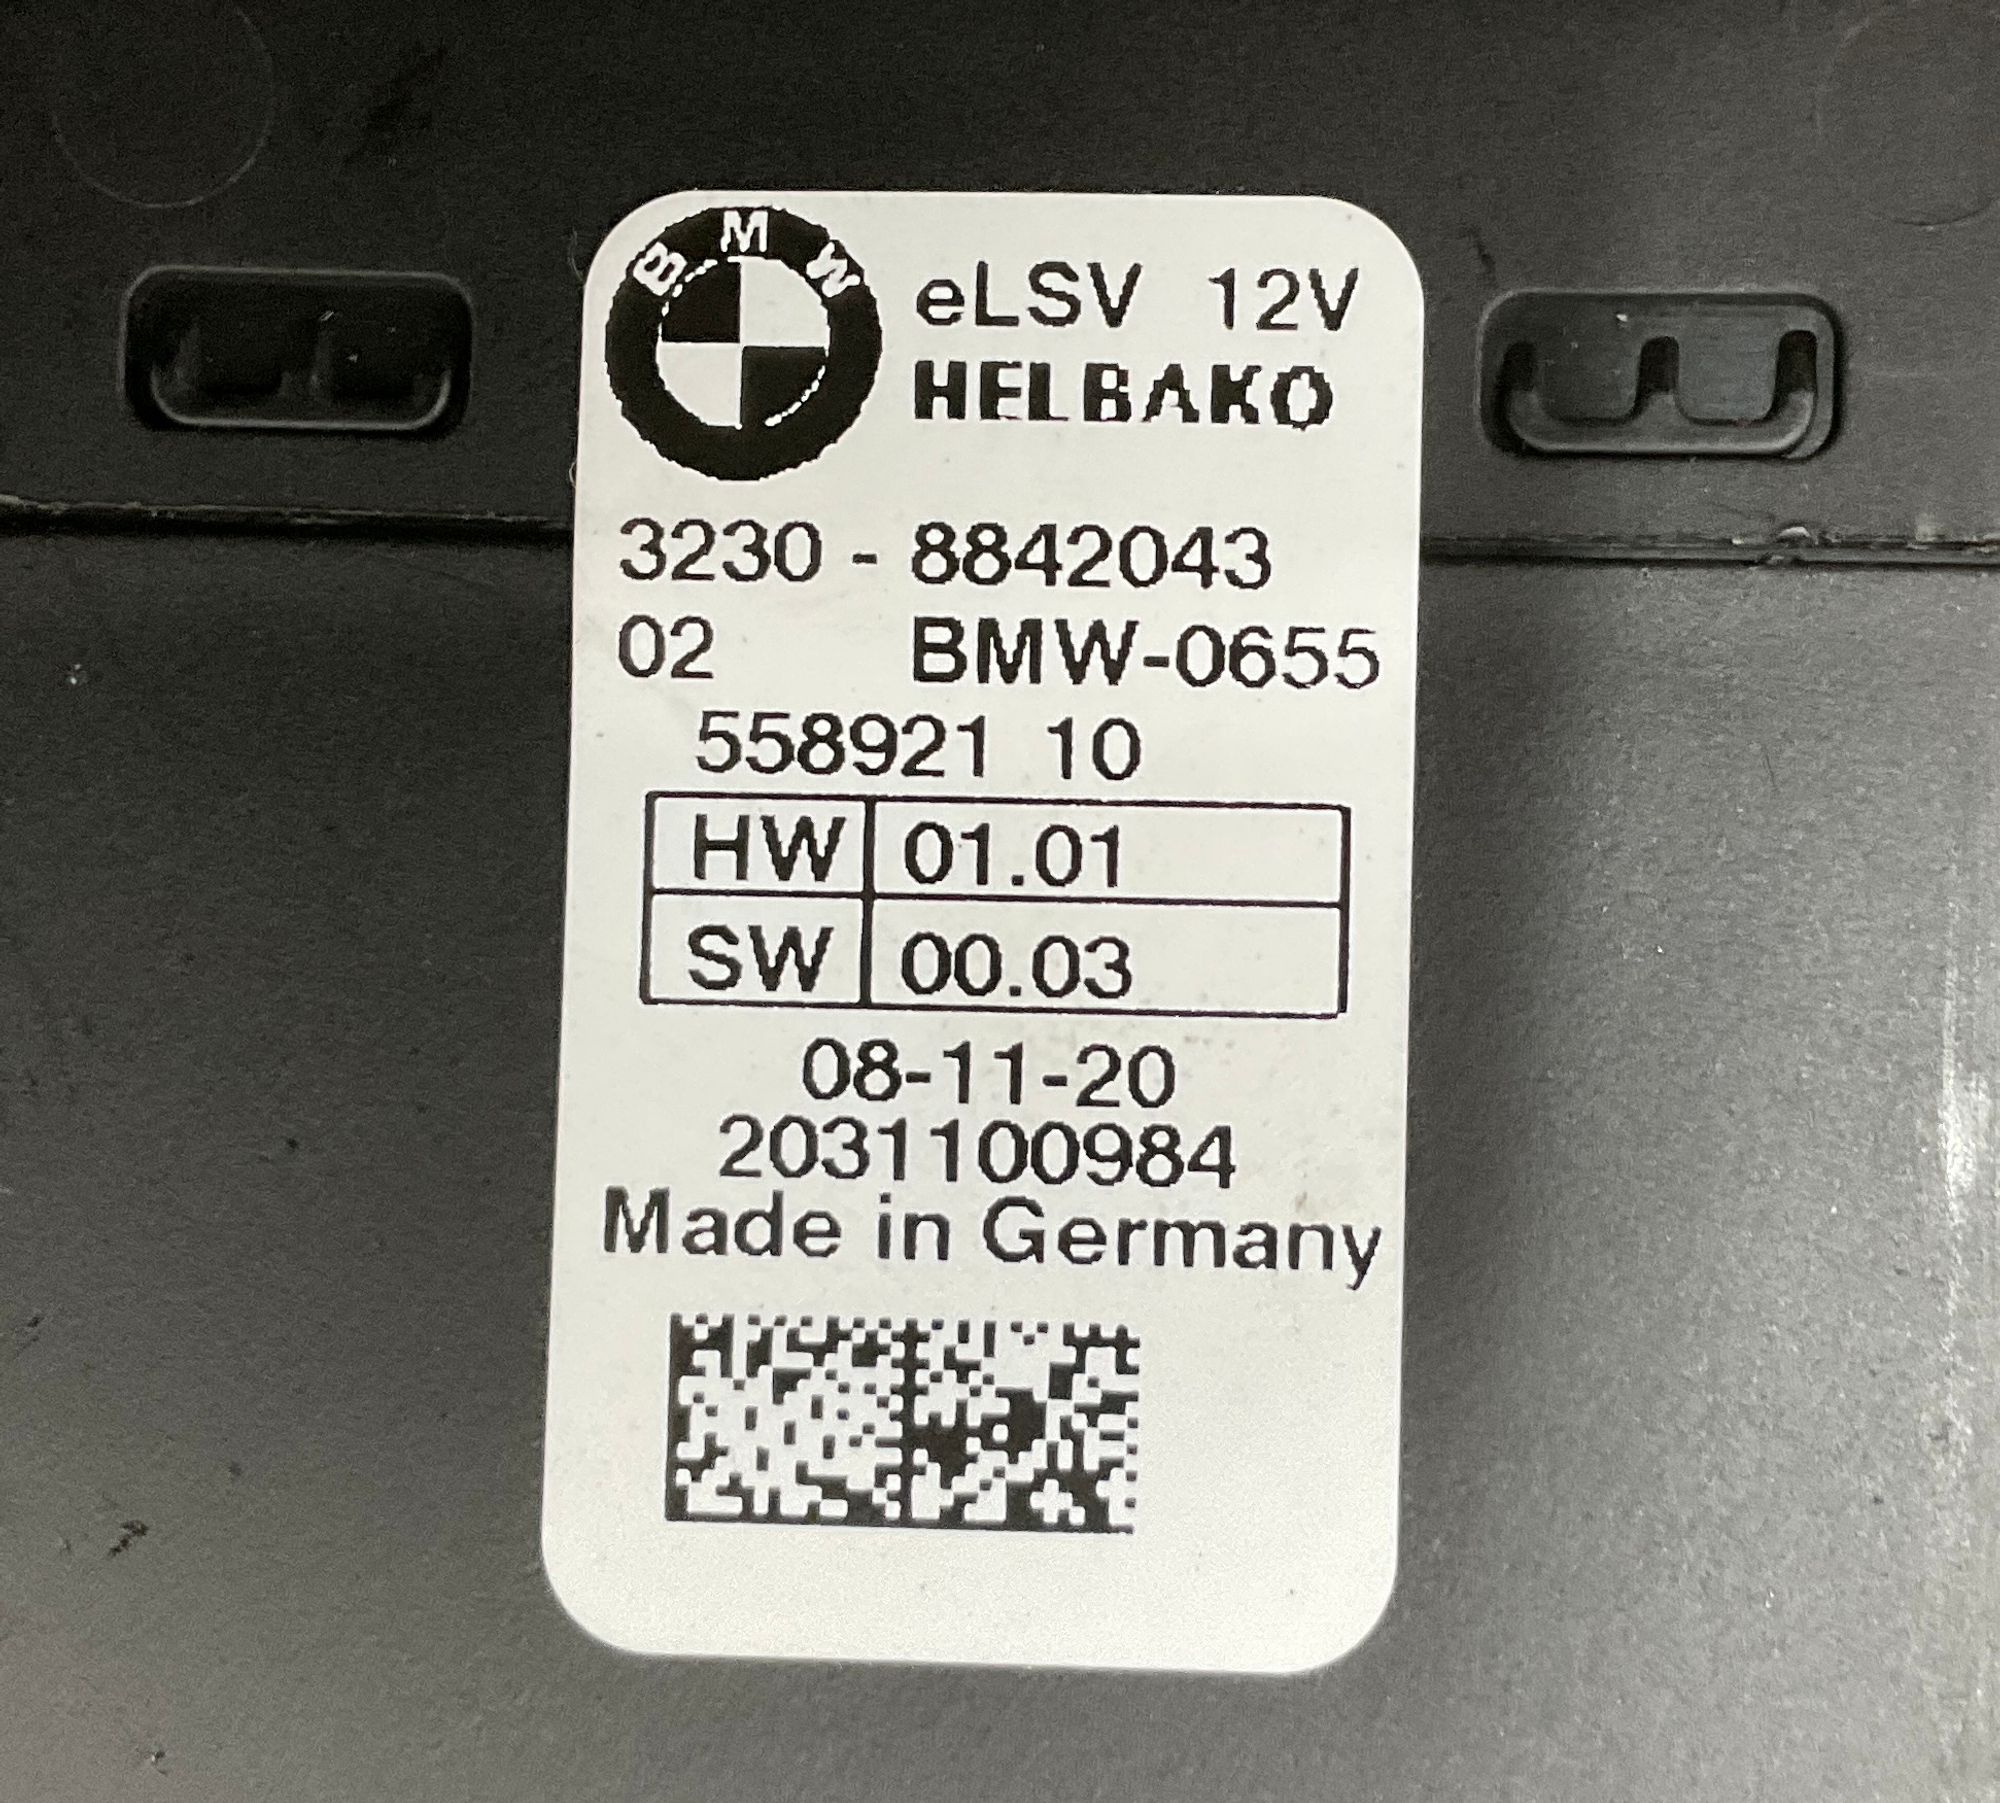 BMW
eLSV 12V
HELBAKO
3230 - 8842043
02 BMW-0655
558921 10
HW 01.01
SW 00.03
08-11-20
2031100984
Made in Germany